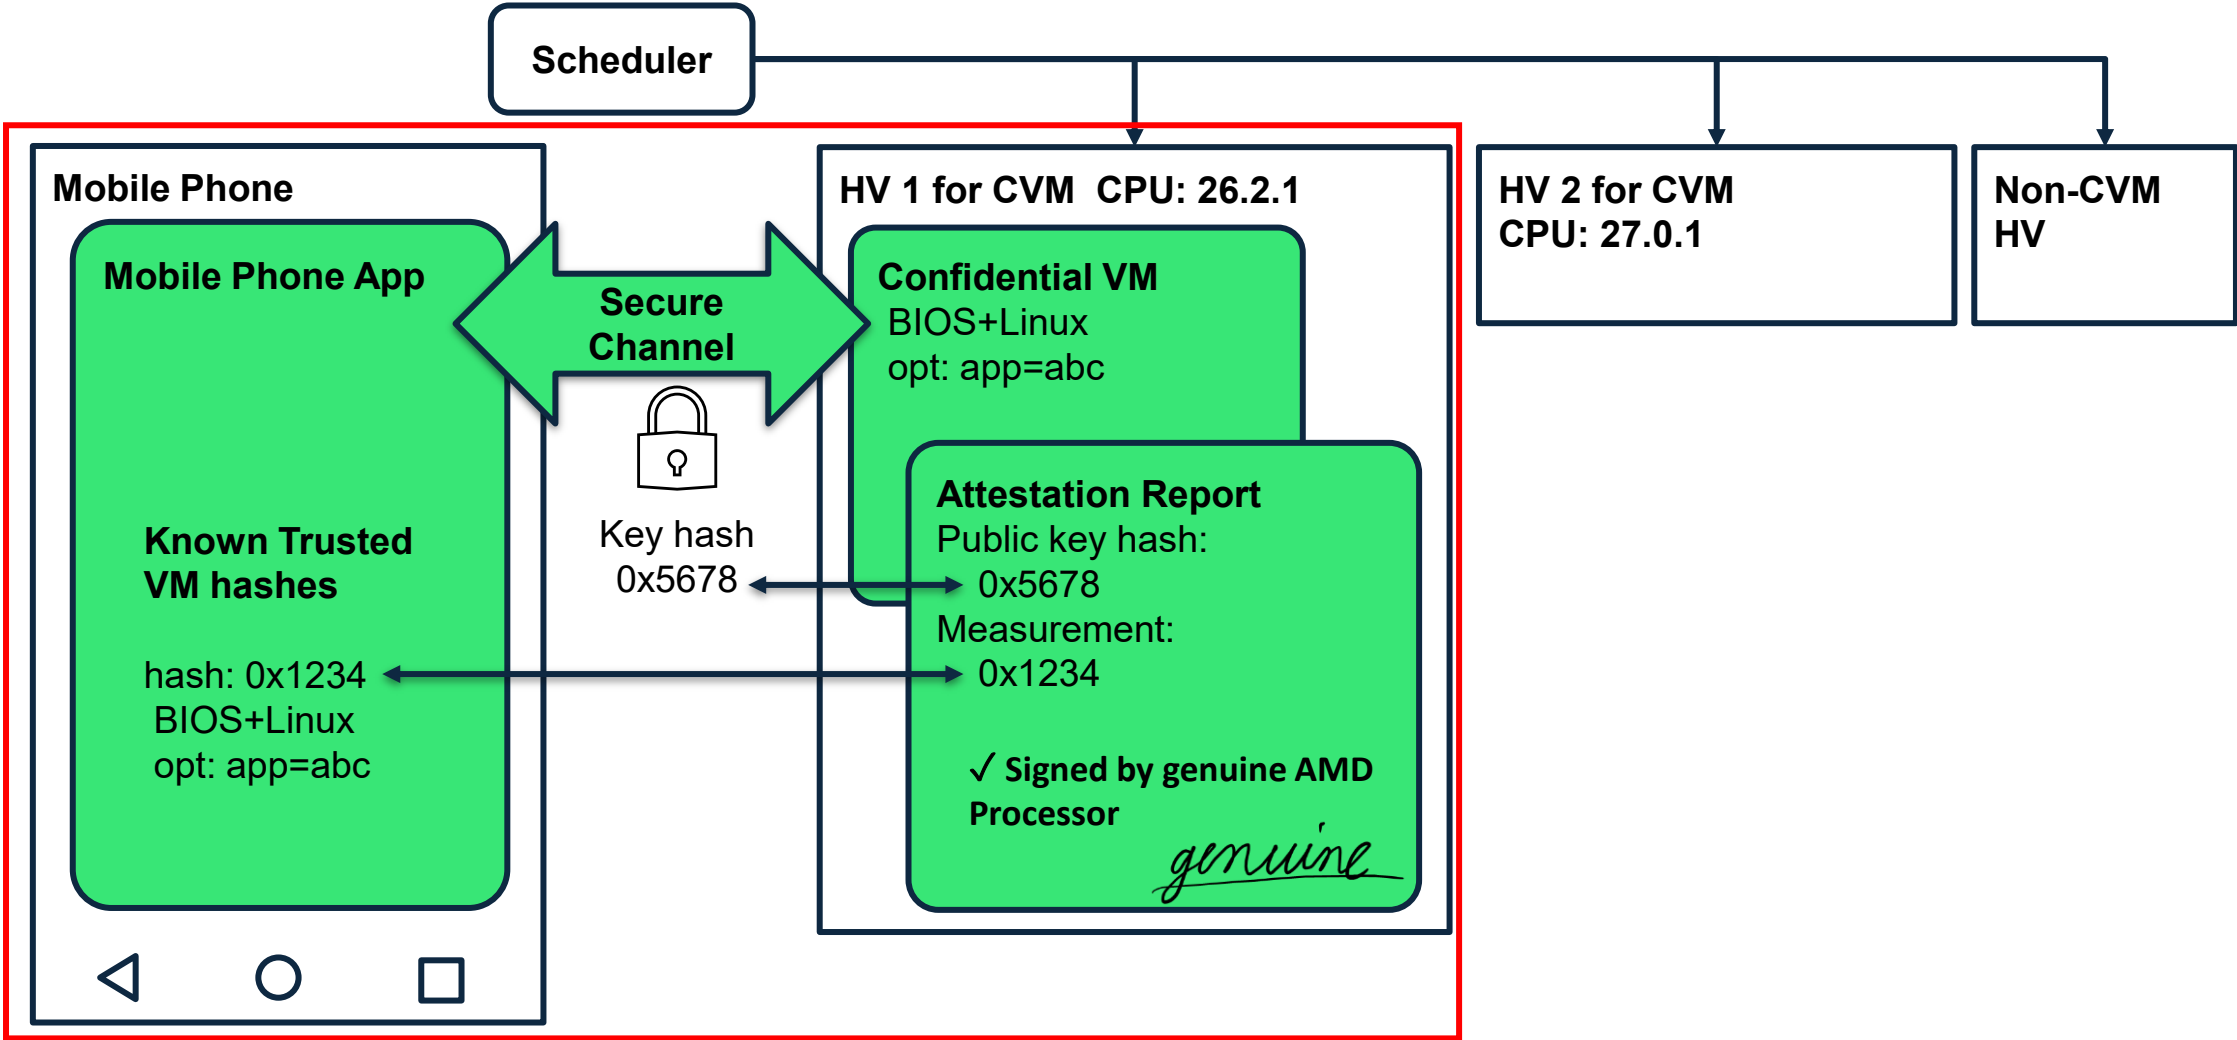 Scheduler
Mobile Phone
Mobile Phone App
Known Trusted
VM hashes
hash: 0x1234
BIOS+Linux
opt: app=abc
Secure
Channel
Key hash
0x5678
HV 1 for CVM  CPU: 26.2.1
Confidential VM
BIOS+Linux
opt: app=abc
Attestation Report
Public key hash:
0x5678
Measurement:
0x1234
✓ Signed by genuine AMD
Processor
genuine
HV 2 for CVM
CPU: 27.0.1
Non-CVM
HV